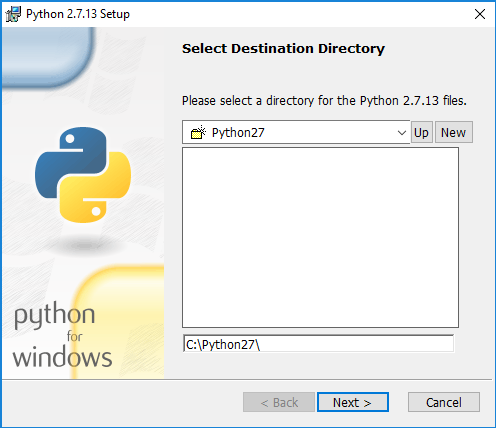 Python 2.7.13 Setup
Select Destination Directory
Please select a directory for the Python 2.7.13 files.
Python27
Up
New
C:\Python27\
python
for
windows
< Back
Next >
Cancel